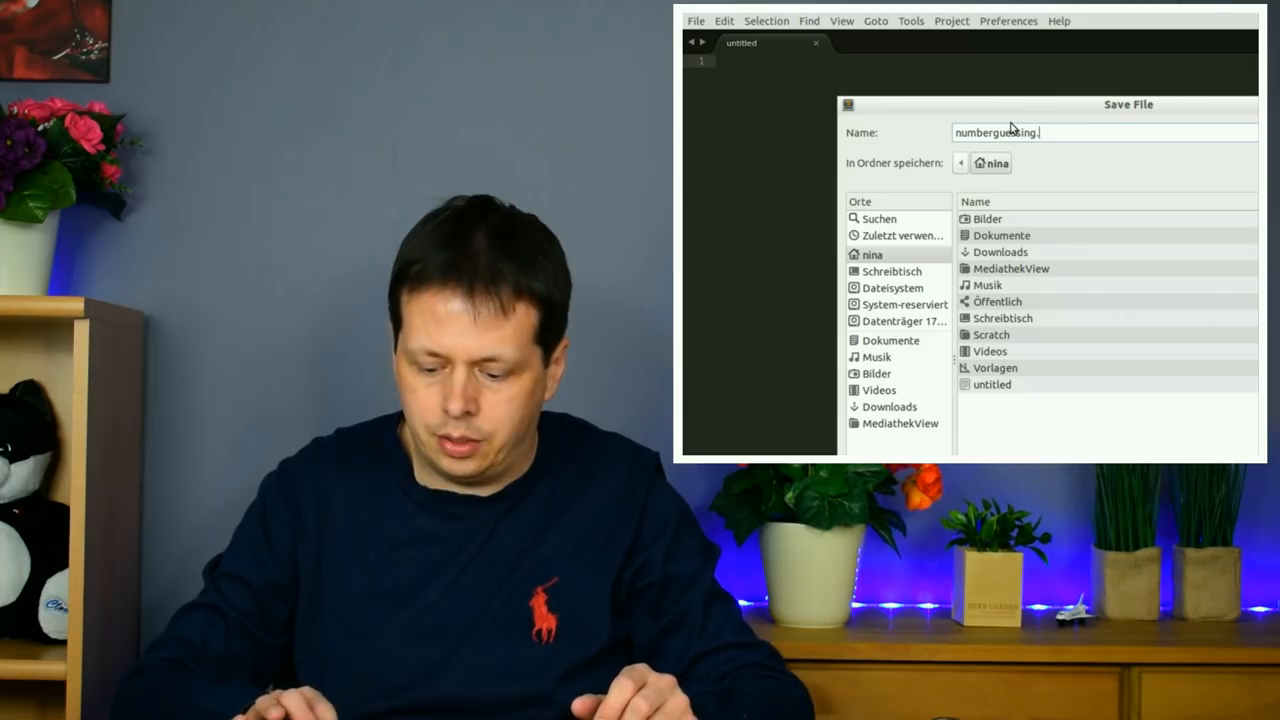 File Edit Selection Find View Goto Tools Project Preferences Help
untitled
1
Save File
Name: numberguessing.
In Ordner speichern: nina
Orte
Suchen
Zuletzt verwen...
nina
Schreibtisch
Dateisystem
System-reserviert
Datenträger 17...
Dokumente
Musik
Bilder
Videos
Downloads
MediathekView
Name
Bilder
Dokumente
Downloads
MediathekView
Musik
Öffentlich
Schreibtisch
Scratch
Videos
Vorlagen
untitled
HERB GARDEN